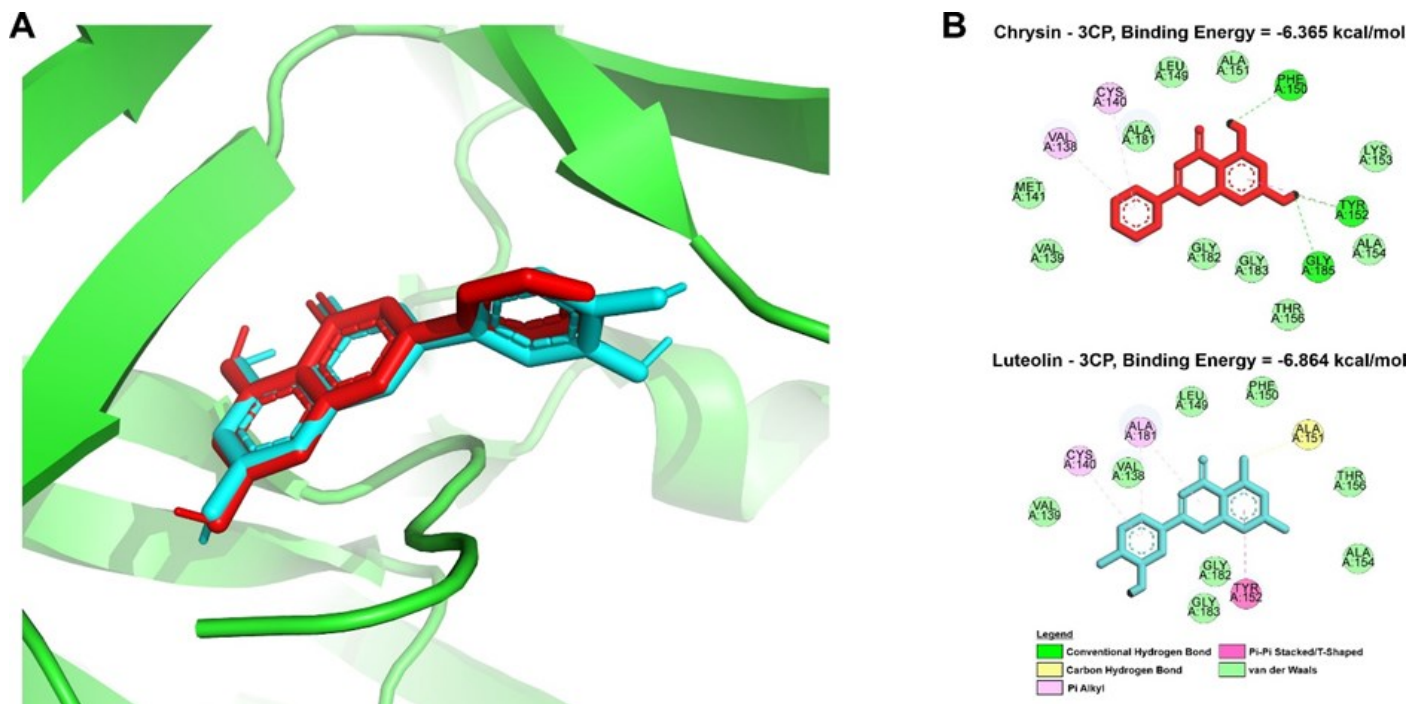 A
B
Chrysin - 3CP, Binding Energy = -6.365 kcal/mol
LEU
A:149
ALA
A:151
PHE
A:150
CYS
A:140
VAL
A:138
ALA
A:181
LYS
A:153
MET
A:141
TYR
A:152
VAL
A:139
GLY
A:182
GLY
A:183
GLY
A:185
ALA
A:154
THR
A:156
Luteolin - 3CP, Binding Energy = -6.864 kcal/mol
LEU
A:149
PHE
A:150
ALA
A:181
ALA
A:151
CYS
A:140
VAL
A:138
THR
A:156
VAL
A:139
ALA
A:154
GLY
A:182
TYR
A:152
GLY
A:183
Legend
Conventional Hydrogen Bond
Pi-Pi Stacked/T-Shaped
Carbon Hydrogen Bond
van der Waals
Pi Alkyl